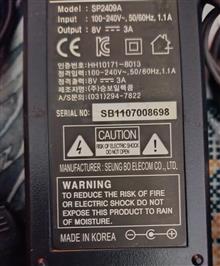 Model : SP2409A
Input : 100-240V~, 50/60Hz, 1.1A
Output : 8V ⎓ 3A
인증번호: HH10171-8013
정격입력: 100-240V~,50/60Hz,1.1A
정격출력: 8V ⎓ 3A
제조자: (주)승보일렉콤
A/S문의: (031)294-7822
SERIAL NO: SB1107008698
CAUTION
RISK OF ELECTRIC SHOCK
DO NOT OPEN
MANUFACTURER : SEUNG BO ELECOM CO., LTD.
WARNING
TO REDUCE THE RISK OF FIRE
OR ELECTRIC SHOCK DO NOT
EXPOSE THIS PRODUCT TO RAIN
OF MOISTURE.
MADE IN KOREA